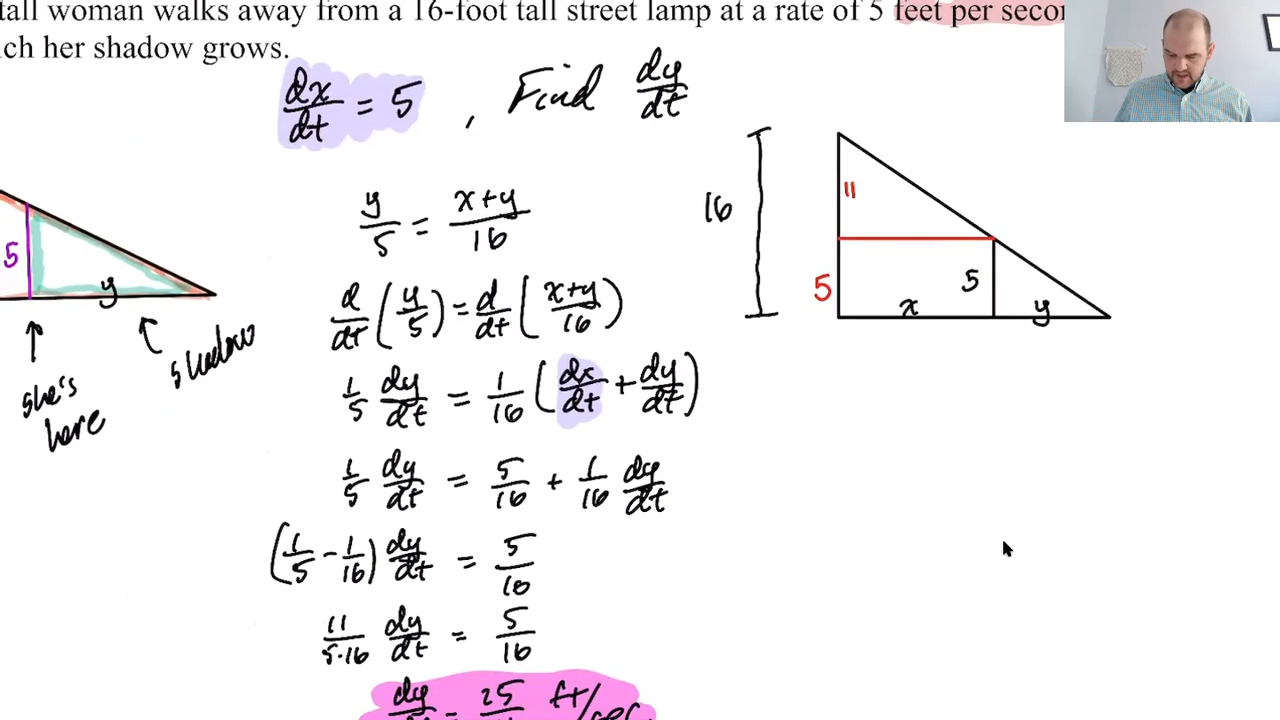 tall woman walks away from a 16-foot tall street lamp at a rate of 5 feet per secon
ich her shadow grows.
dx/dt = 5 , Find dy/dt
y/5 = (x+y)/16
d/dt (y/5) = d/dt ((x+y)/16)
1/5 dy/dt = 1/16 (dx/dt + dy/dt)
1/5 dy/dt = 5/16 + 1/16 dy/dt
(1/5 - 1/16) dy/dt = 5/16
11/5·16 dy/dt = 5/16
dy/dt = 25 ft/sec
5
y
she's
here
shadow
16
11
5
5
x
y